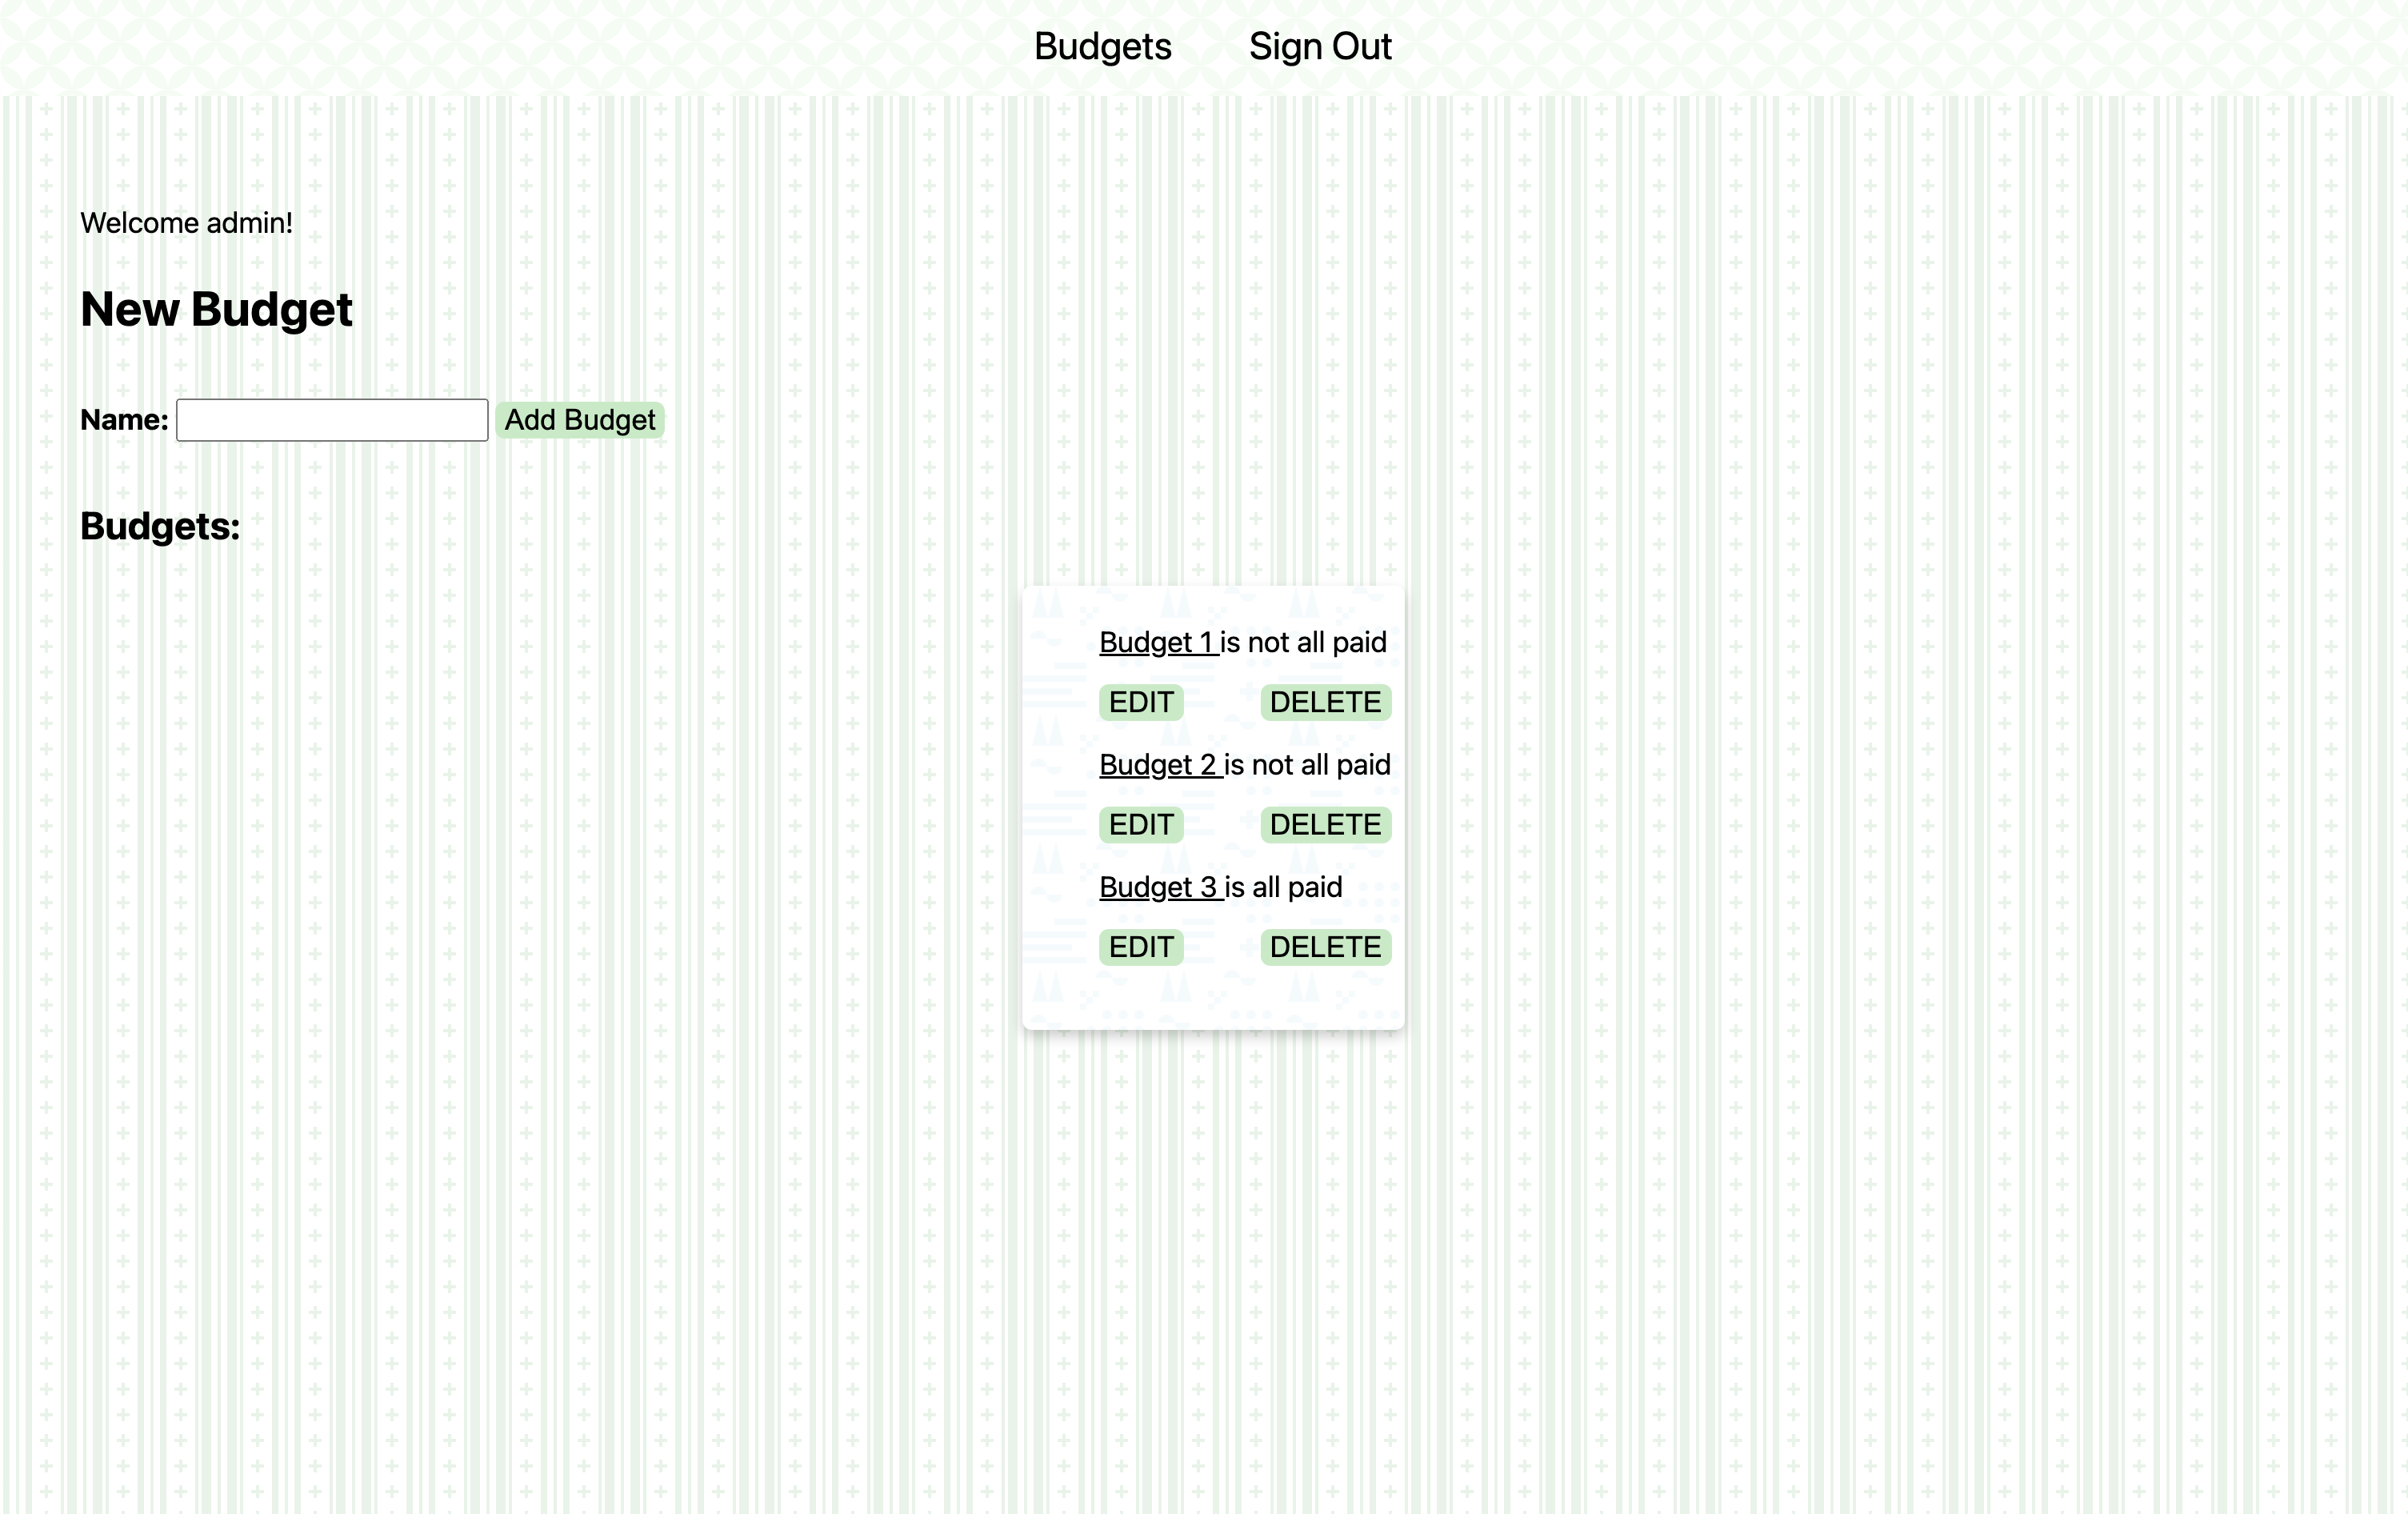 Budgets Sign Out
Welcome admin!
New Budget
Name: Add Budget
Budgets:
Budget 1 is not all paid
EDIT DELETE
Budget 2 is not all paid
EDIT DELETE
Budget 3 is all paid
EDIT DELETE